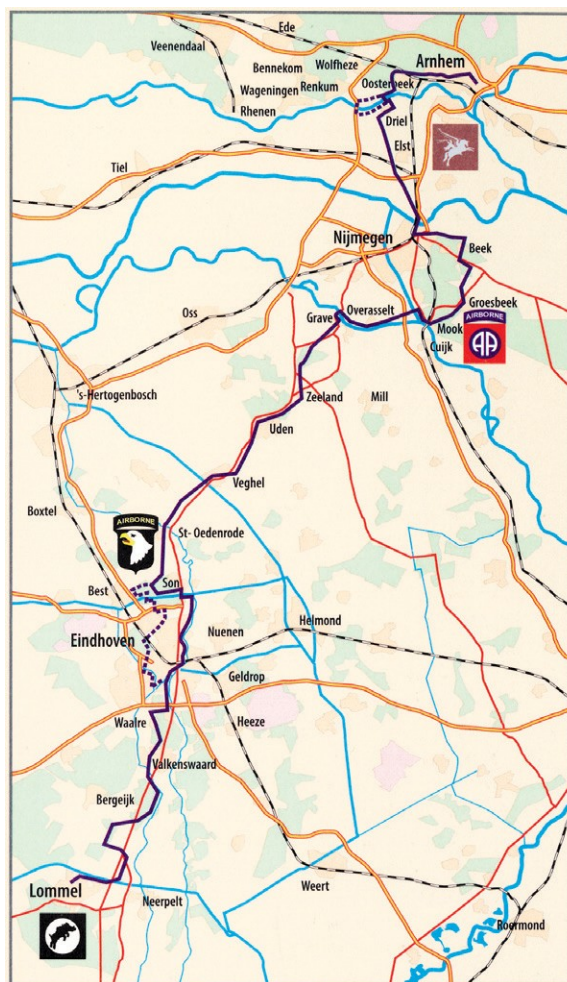 Ede
Veenendaal
Wolfheze
Arnhem
Bennekom
Oosterbeek
Wageningen
Renkum
Rhenen
Driel
Elst
Tiel
Nijmegen
Beek
Groesbeek
Overasselt
Grave
Oss
Mook
AIRBORNE
AA
Cuijk
's-Hertogenbosch
Zeeland
Mill
Uden
Veghel
Boxtel
AIRBORNE
St- Oedenrode
Son
Best
Helmond
Nuenen
Eindhoven
Geldrop
Waalre
Heeze
Valkenswaard
Bergeijk
Lommel
Weert
Neerpelt
Roermond